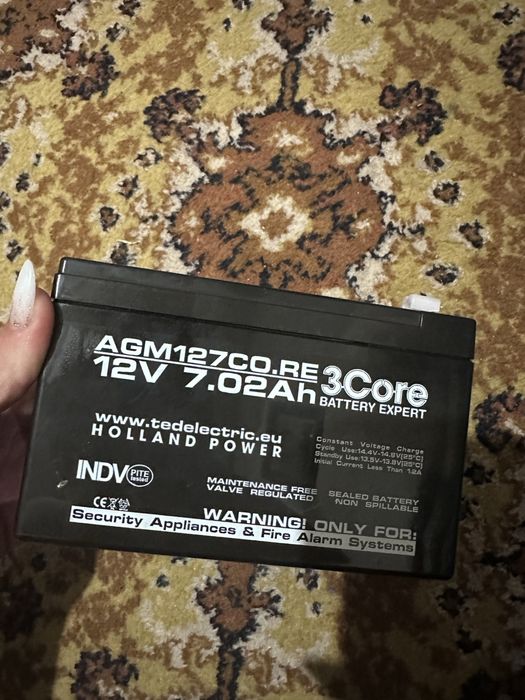 AGM127CO.RE
12V 7.02Ah
3Core
BATTERY EXPERT
www.tedelectric.eu
HOLLAND POWER
Constant Voltage Charge
Cycle Use:14.4V-14.9V(25°C)
Standby Use:13.5V-13.8V(25°C)
Initial Current Less Than 1.2A
INDV
PITE
tested
MAINTENANCE FREE
VALVE REGULATED
SEALED BATTERY
NON SPILLABLE
CE
WARNING! ONLY FOR:
Security Appliances & Fire Alarm Systems